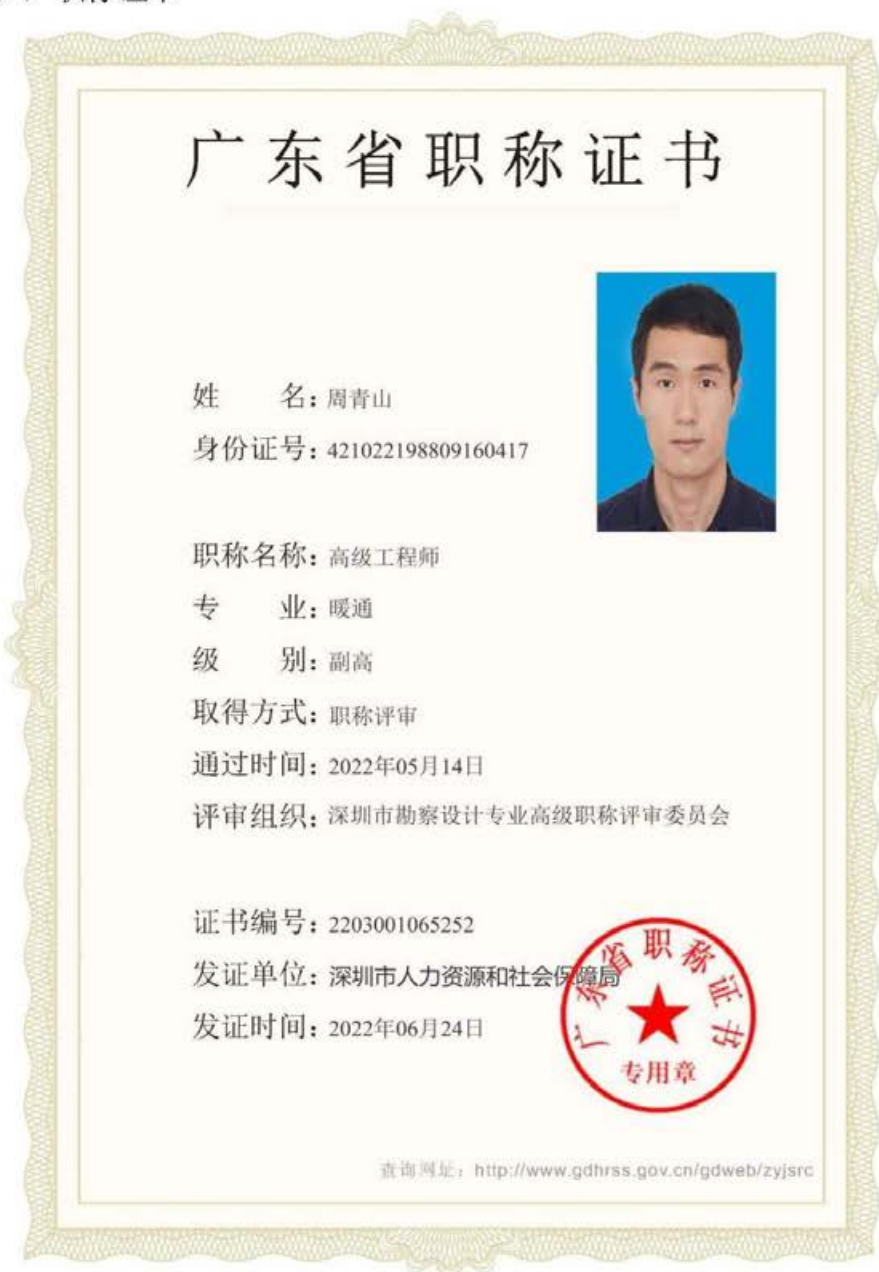 广东省职称证书
姓 名：周青山
身份证号：421022198809160417
职称名称：高级工程师
专 业：暖通
级 别：副高
取得方式：职称评审
通过时间：2022年05月14日
评审组织：深圳市勘察设计专业高级职称评审委员会
证书编号：2203001065252
发证单位：深圳市人力资源和社会保障局
发证时间：2022年06月24日
广东省职称证书
专用章
查询网址：http://www.gdhrss.gov.cn/gdweb/zyjsrc